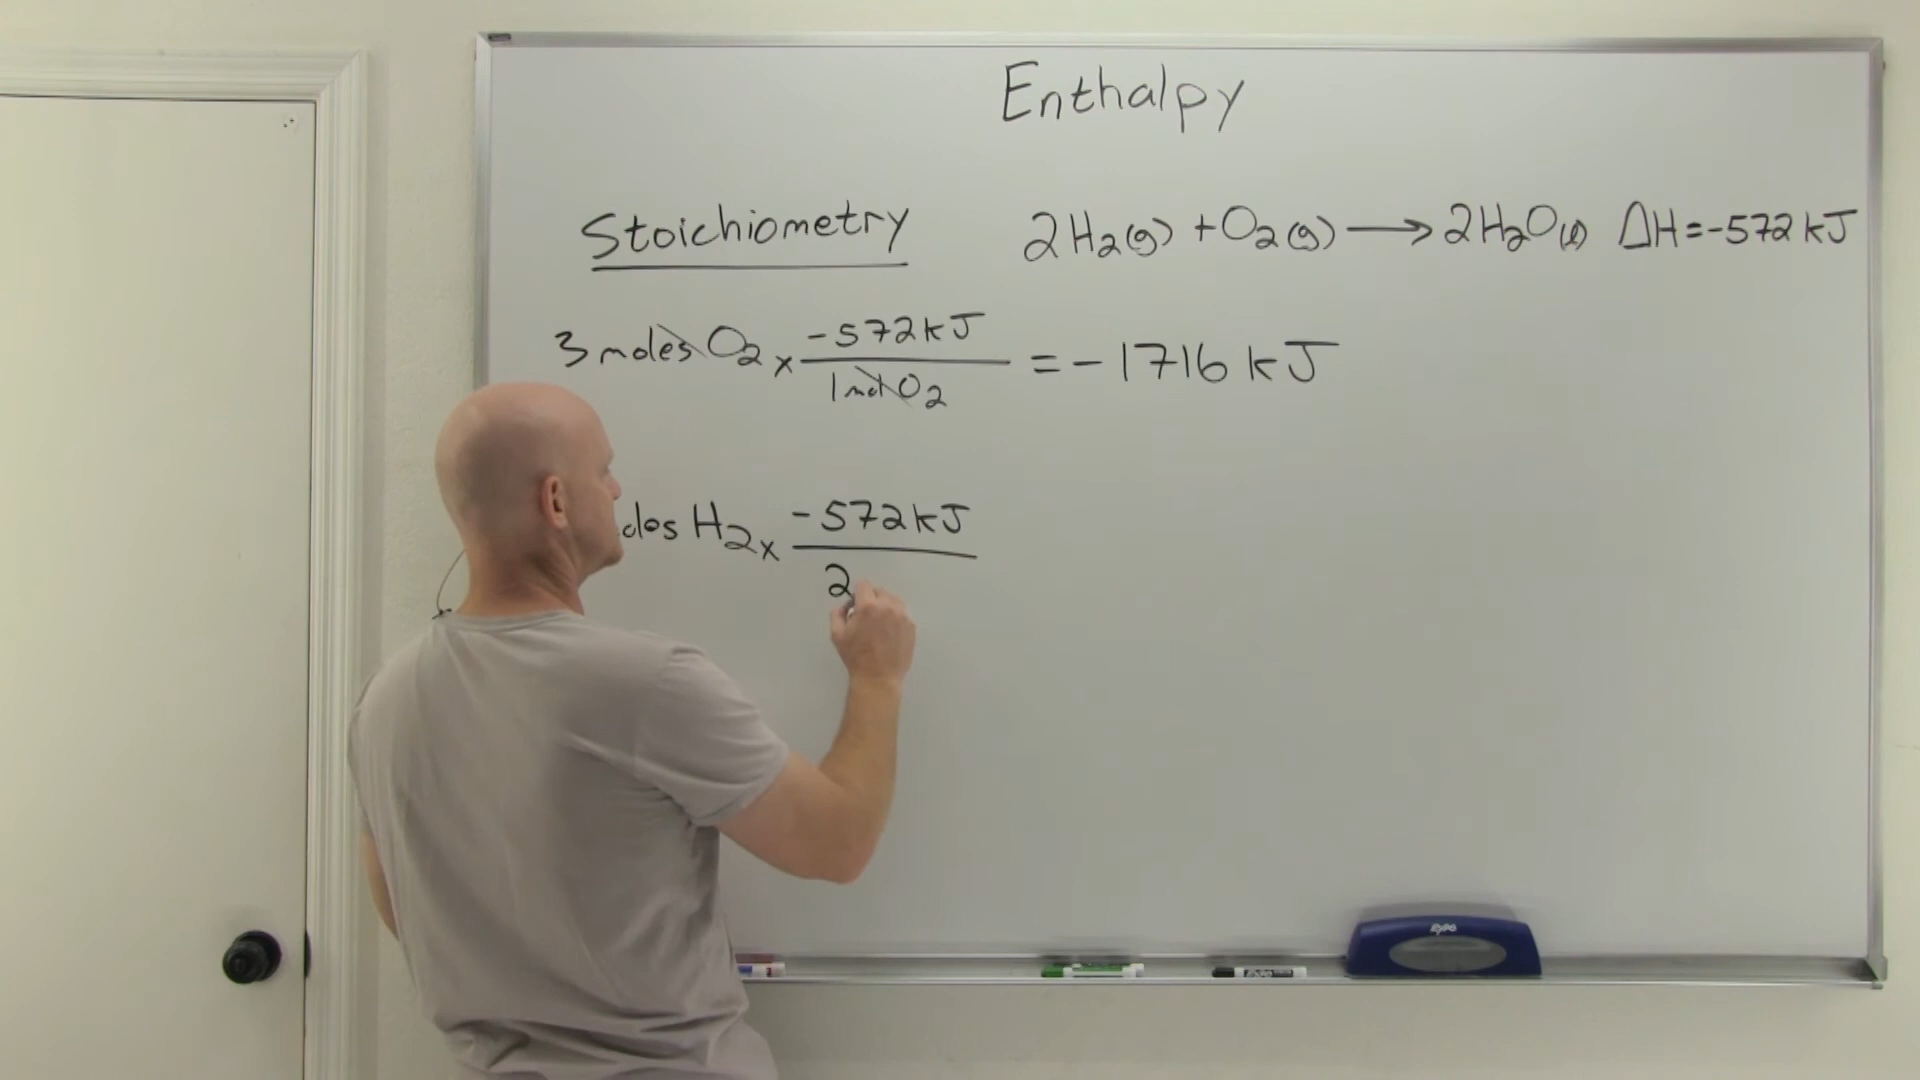 Enthalpy
Stoichiometry
2H₂(g) + O₂(g) ⟶ 2H₂O(l) ΔH = -572 kJ
3 moles O₂ x -572 kJ / 1 mol O₂ = -1716 kJ
H₂ x -572 kJ / 2
EXPO